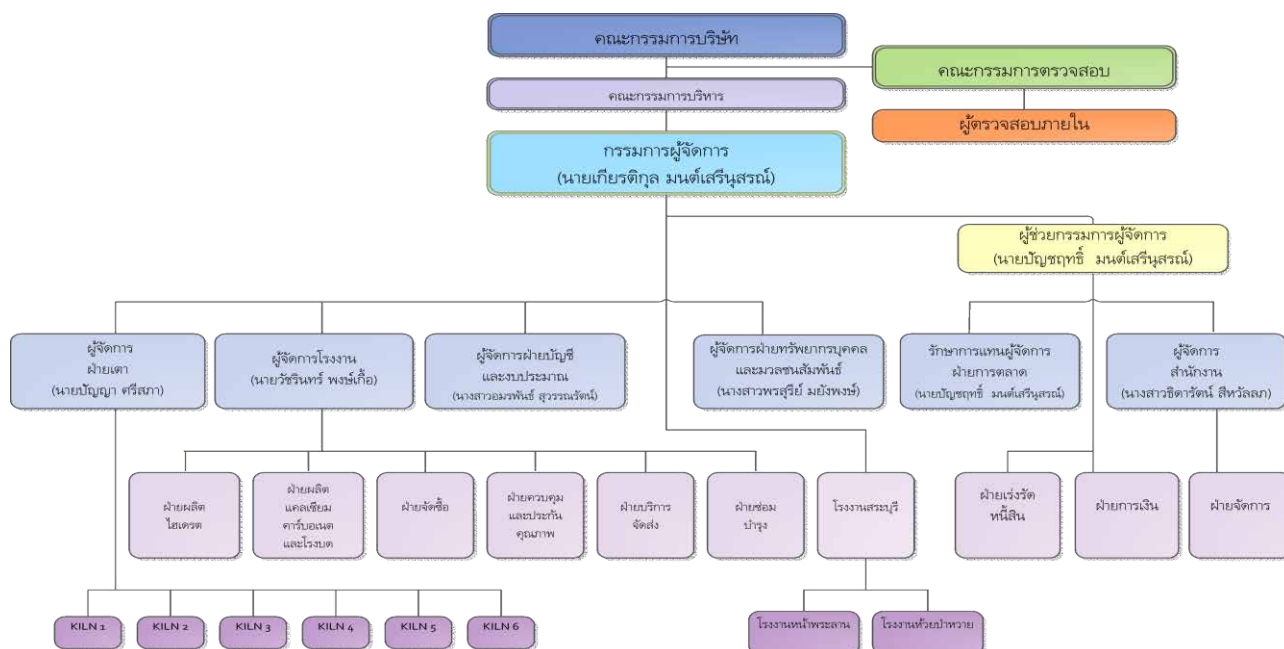 คณะกรรมการบริษัท
คณะกรรมการตรวจสอบ
คณะกรรมการบริหาร
ผู้ตรวจสอบภายใน
กรรมการผู้จัดการ
(นายเกียรติกุล มนต์เสรีนุสรณ์)
ผู้ช่วยกรรมการผู้จัดการ
(นายบัญชฤทธิ์ มนต์เสรีนุสรณ์)
ผู้จัดการ
ฝ่ายเตา
(นายปัญญา ศรีสภา)
ผู้จัดการโรงงาน
(นายวัชรินทร์ พงษ์เกื้อ)
ผู้จัดการฝ่ายบัญชี
และงบประมาณ
(นางสาวอมรพันธ์ สุวรรณรัตน์)
ผู้จัดการฝ่ายทรัพยากรบุคคล
และมวลชนสัมพันธ์
(นางสาวพรสุรีย์ มยังพงษ์)
รักษาการแทนผู้จัดการ
ฝ่ายการตลาด
(นายบัญชฤทธิ์ มนต์เสรีนุสรณ์)
ผู้จัดการ
สำนักงาน
(นางสาวธิดารัตน์ สีหวัลลภ)
ฝ่ายผลิต
ไฮเดรต
ฝ่ายผลิต
แคลเซียม
คาร์บอเนต
และโรงบด
ฝ่ายจัดซื้อ
ฝ่ายควบคุม
และประกัน
คุณภาพ
ฝ่ายบริการ
จัดส่ง
ฝ่ายซ่อม
บำรุง
โรงงานสระบุรี
ฝ่ายเร่งรัด
หนี้สิน
ฝ่ายการเงิน
ฝ่ายจัดการ
KILN 1
KILN 2
KILN 3
KILN 4
KILN 5
KILN 6
โรงงานหน้าพระลาน
โรงงานห้วยป่าหวาย